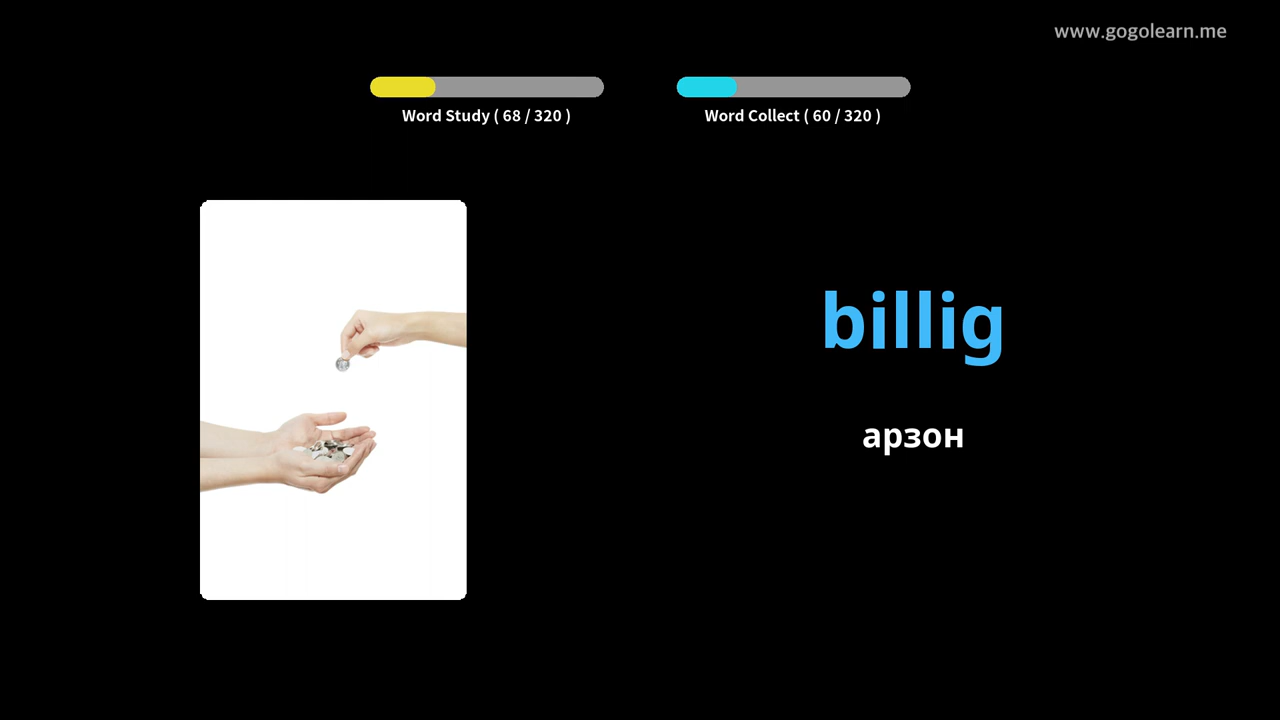 www.gogolearn.me
Word Study ( 68 / 320 )
Word Collect ( 60 / 320 )
billig
арзон